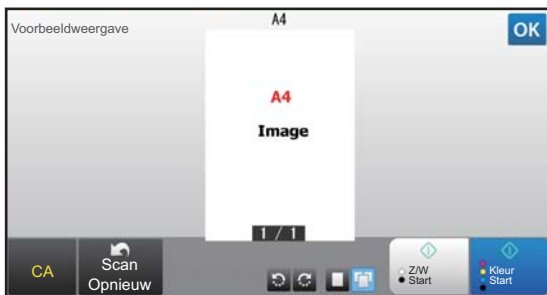 Voorbeeldweergave
A4
OK
A4
Image
1 / 1
CA
Scan
Opnieuw
Z/W
Start
Kleur
Start